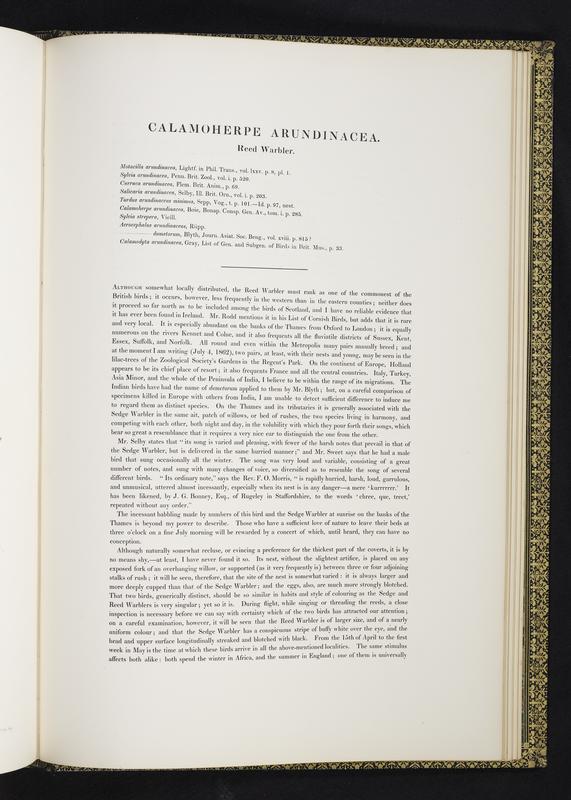 CALAMOHERPE ARUNDINACEA.
Reed Warbler.
Motacilla arundinacea, Lightf. in Phil. Trans., vol. lxxv. p. 8, pl. 1.
Sylvia arundinacea, Penn. Brit. Zool., vol. i. p. 520.
Curruca arundinacea, Flem. Brit. Anim., p. 69.
Salicaria arundinacea, Selby, Ill. Brit. Orn., vol. i. p. 203.
Turdus arundinaceus minimus, Sepp, Vog., t. p. 101.—Id. p. 97, nest.
Calamoherpe arundinacea, Boie, Bonap. Consp. Gen. Av., tom. i. p. 285.
Sylvia strepera, Vieill.
Acrocephalus arundinaceus, Rüpp.
dumetorum, Blyth, Journ. Asiat. Soc. Beng., vol. xviii. p. 815?
Calamodyta arundinacea, Gray, List of Gen. and Subgen. of Birds in Brit. Mus., p. 33.
Although somewhat locally distributed, the Reed Warbler must rank as one of the commonest of the
British birds; it occurs, however, less frequently in the western than in the eastern counties; neither does
it proceed so far north as to be included among the birds of Scotland, and I have no reliable evidence that
it has ever been found in Ireland. Mr. Rodd mentions it in his List of Cornish Birds, but adds that it is rare
and very local. It is especially abundant on the banks of the Thames from Oxford to London; it is equally
numerous on the rivers Kennet and Colne, and it also frequents all the fluviatile districts of Sussex, Kent,
Essex, Suffolk, and Norfolk. All round and even within the Metropolis many pairs annually breed; and
at the moment I am writing (July 4, 1862), two pairs, at least, with their nests and young, may be seen in the
lilac-trees of the Zoological Society's Gardens in the Regent's Park. On the continent of Europe, Holland
appears to be its chief place of resort; it also frequents France and all the central countries. Italy, Turkey,
Asia Minor, and the whole of the Peninsula of India, I believe to be within the range of its migrations. The
Indian birds have had the name of dumetorum applied to them by Mr. Blyth; but, on a careful comparison of
specimens killed in Europe with others from India, I am unable to detect sufficient difference to induce me
to regard them as distinct species. On the Thames and its tributaries it is generally associated with the
Sedge Warbler in the same ait, patch of willows, or bed of rushes, the two species living in harmony, and
competing with each other, both night and day, in the volubility with which they pour forth their songs, which
bear so great a resemblance that it requires a very nice ear to distinguish the one from the other.
Mr. Selby states that "its song is varied and pleasing, with fewer of the harsh notes that prevail in that of
the Sedge Warbler, but is delivered in the same hurried manner;" and Mr. Sweet says that he had a male
bird that sung occasionally all the winter. The song was very loud and variable, consisting of a great
number of notes, and sung with many changes of voice, so diversified as to resemble the song of several
different birds. "Its ordinary note," says the Rev. F. O. Morris, "is rapidly hurried, harsh, loud, garrulous,
and unmusical, uttered almost incessantly, especially when its nest is in any danger—a mere 'kurrrrrr.' It
has been likened, by J. G. Bonney, Esq., of Rugeley in Staffordshire, to the words 'chree, que, treet,'
repeated without any order."
The incessant babbling made by numbers of this bird and the Sedge Warbler at sunrise on the banks of the
Thames is beyond my power to describe. Those who have a sufficient love of nature to leave their beds at
three o'clock on a fine July morning will be rewarded by a concert of which, until heard, they can have no
conception.
Although naturally somewhat recluse, or evincing a preference for the thickest part of the coverts, it is by
no means shy,—at least, I have never found it so. Its nest, without the slightest artifice, is placed on any
exposed fork of an overhanging willow, or supported (as it very frequently is) between three or four adjoining
stalks of rush; it will be seen, therefore, that the site of the nest is somewhat varied: it is always larger and
more deeply cupped than that of the Sedge Warbler; and the eggs, also, are much more strongly blotched.
That two birds, generically distinct, should be so similar in habits and style of colouring as the Sedge and
Reed Warblers is very singular; yet so it is. During flight, while singing or threading the reeds, a close
inspection is necessary before we can say with certainty which of the two birds has attracted our attention;
on a careful examination, however, it will be seen that the Reed Warbler is of larger size, and of a nearly
uniform colour; and that the Sedge Warbler has a conspicuous stripe of buffy white over the eye, and the
head and upper surface longitudinally streaked and blotched with black. From the 15th of April to the first
week in May is the time at which these birds arrive in all the above-mentioned localities. The same stimulus
affects both alike: both spend the winter in Africa, and the summer in England; one of them is universally